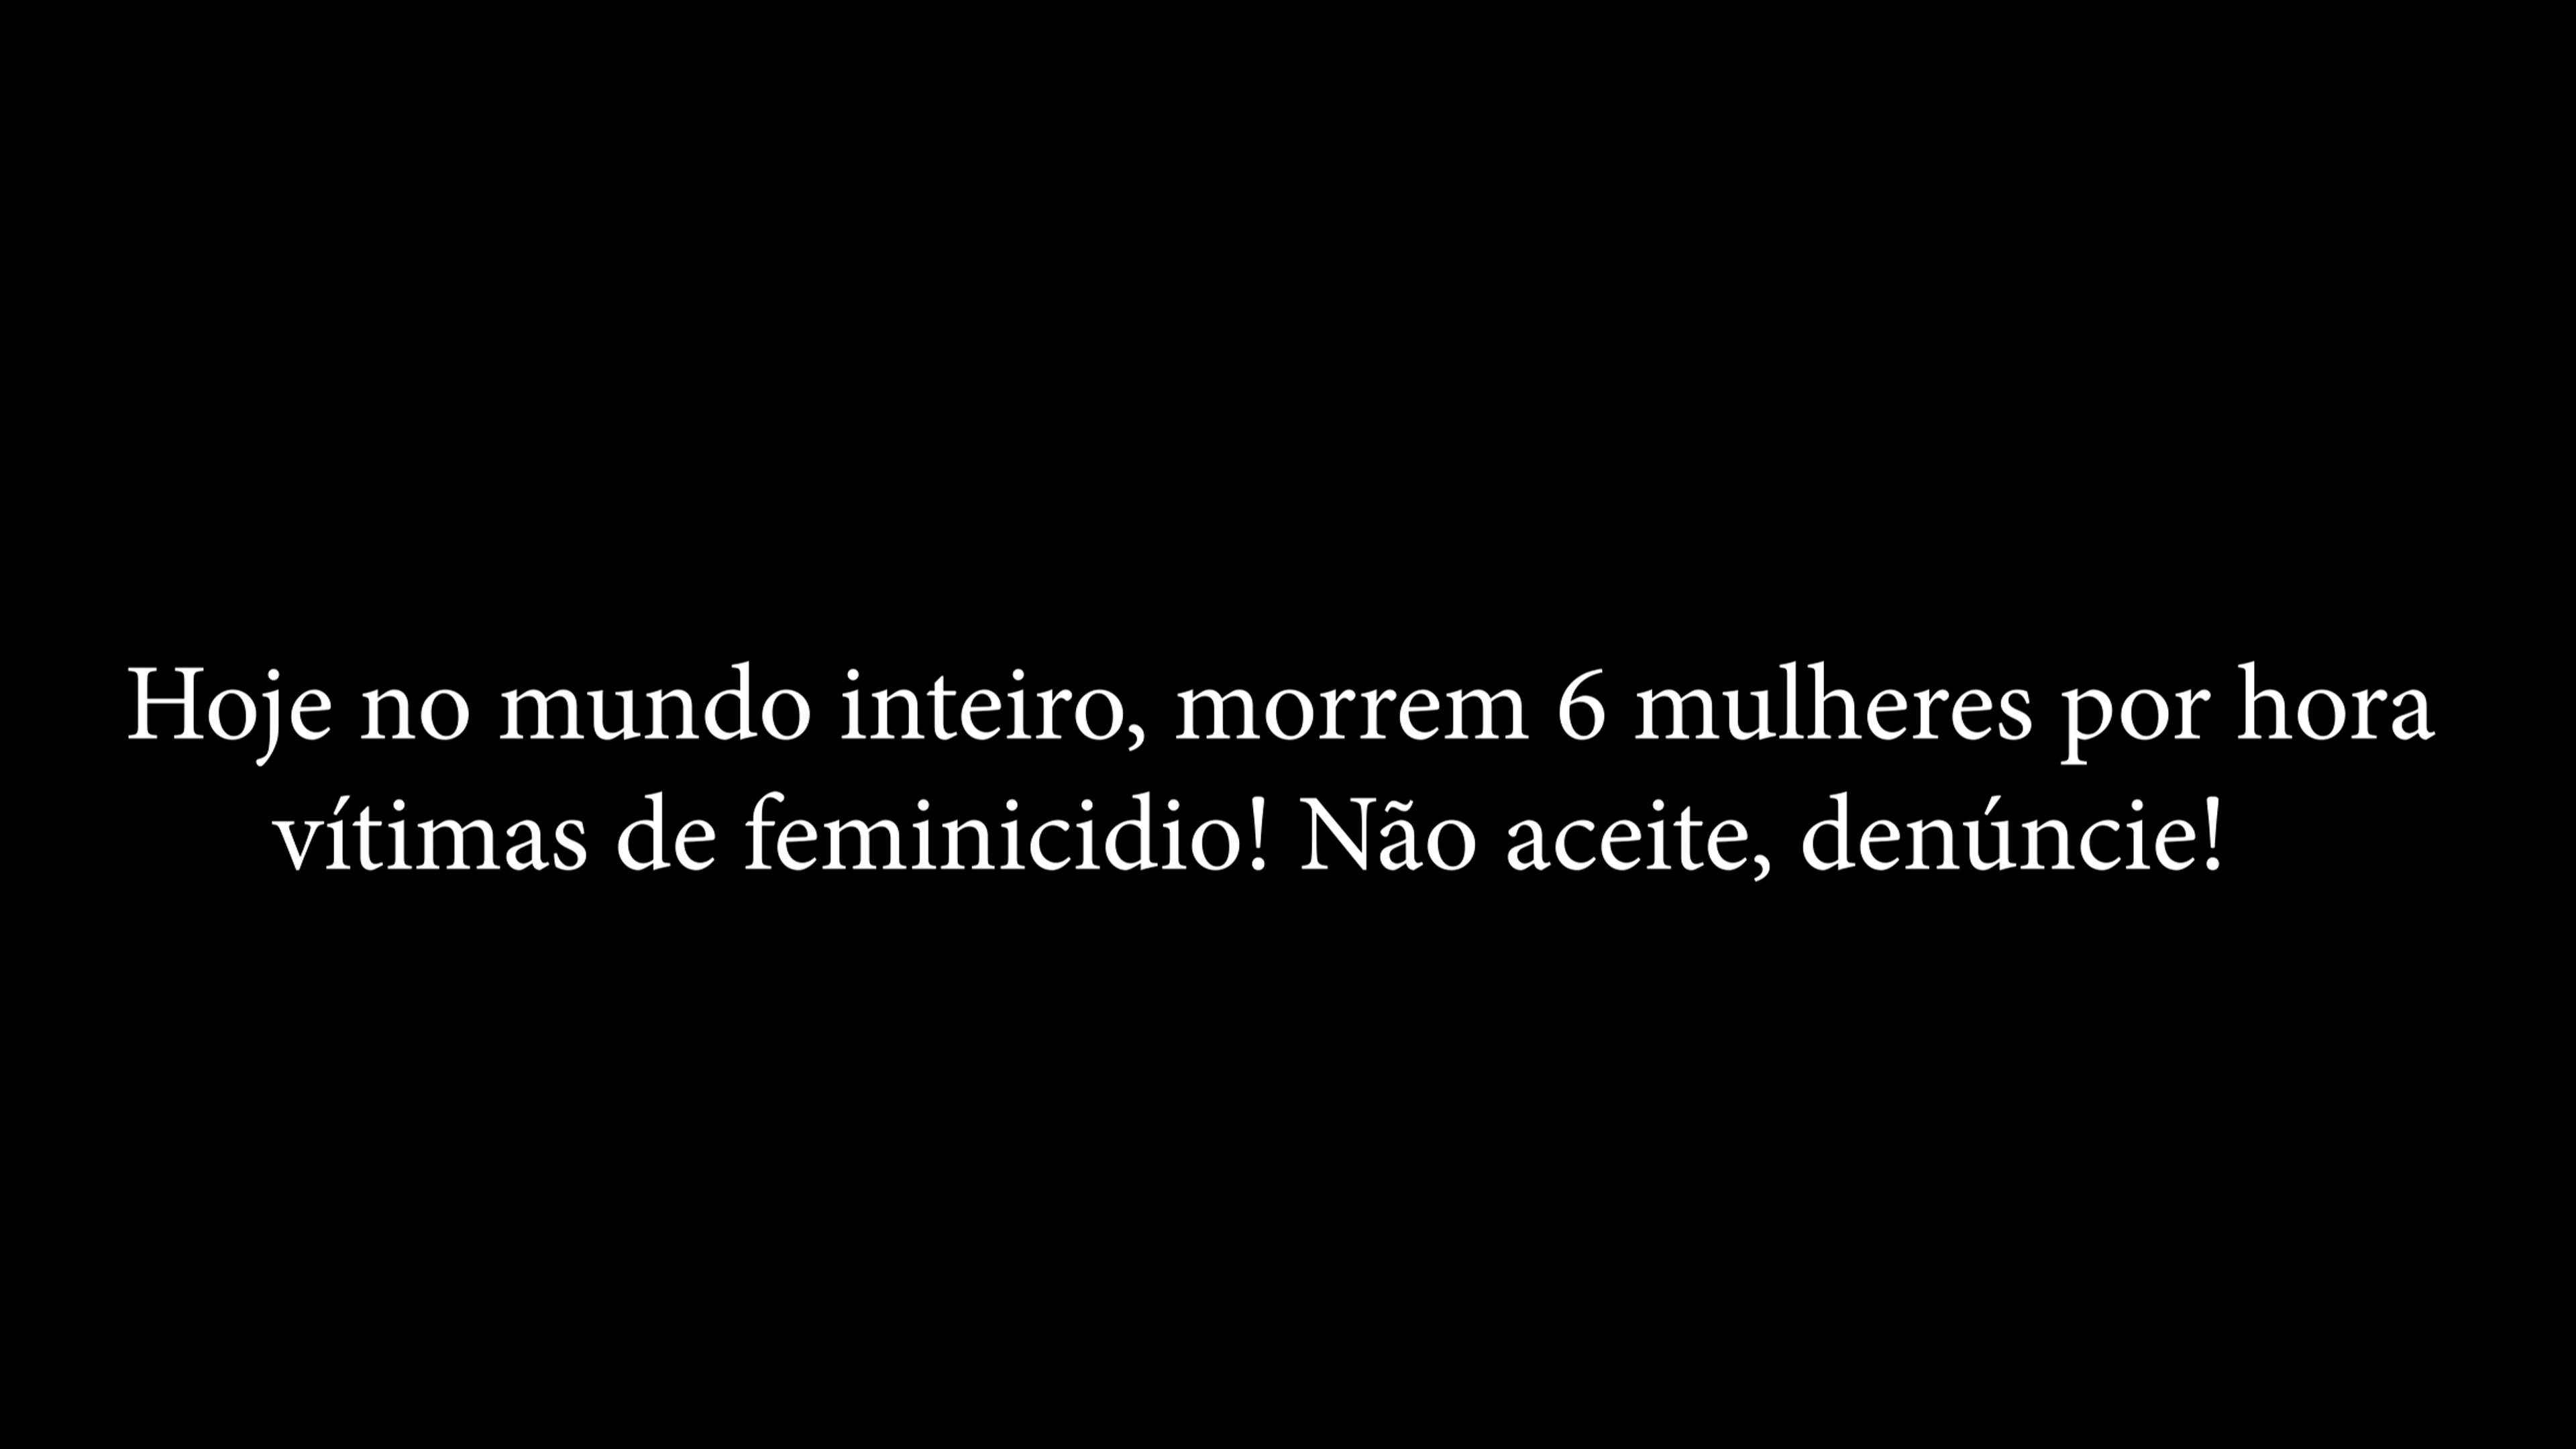 Hoje no mundo inteiro, morrem 6 mulheres por hora
vítimas de feminicidio! Não aceite, denúncie!